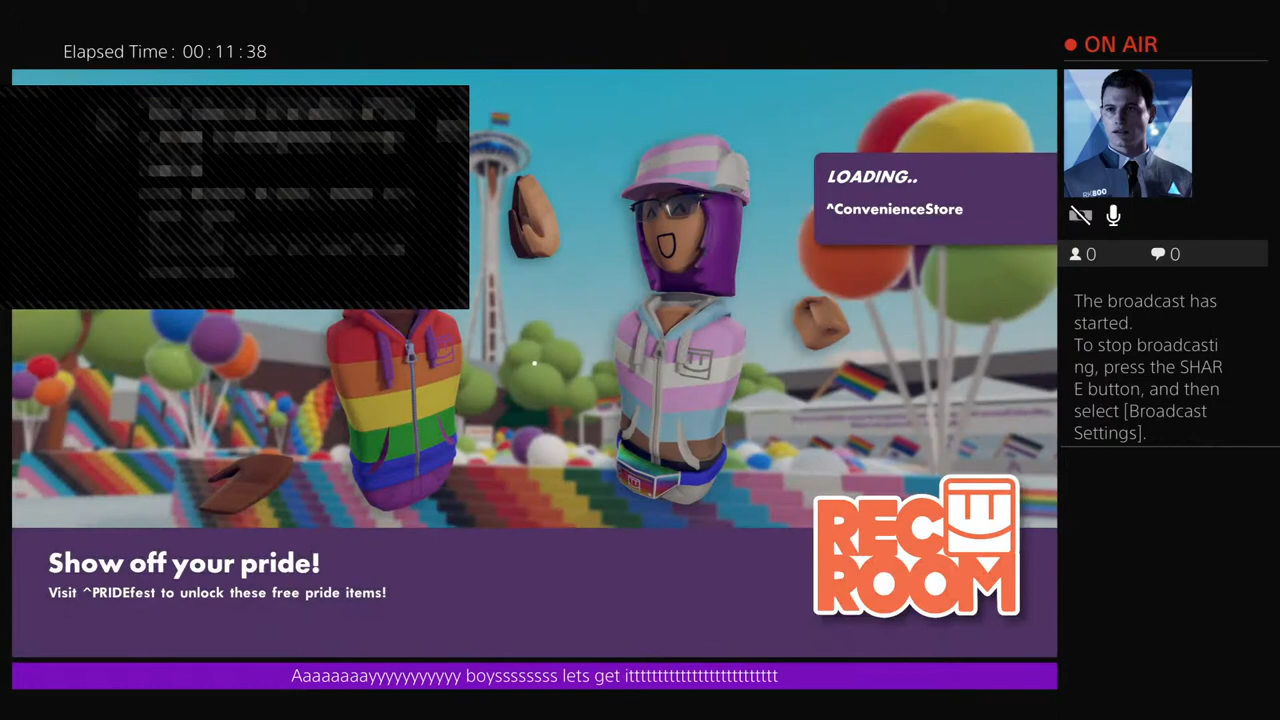 Elapsed Time: 00:11:38
ON AIR
LOADING..
^ConvenienceStore
RK800
0 0
The broadcast has
started.
To stop broadcasti
ng, press the SHAR
E button, and then
select [Broadcast
Settings].
REC
ROOM
Show off your pride!
Visit ^PRIDEfest to unlock these free pride items!
Aaaaaaaayyyyyyyyyyy boysssssssss lets get itttttttttttttttttttttttttttt